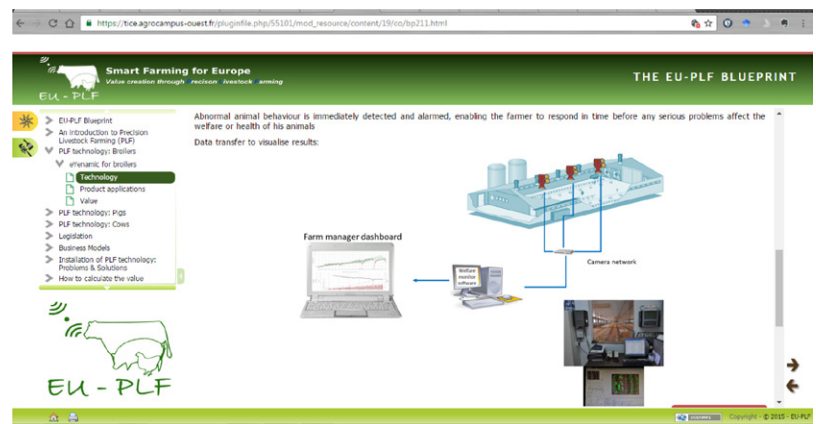 https://tice.agrocampus-ouest.fr/pluginfile.php/55101/mod_resource/content/19/co/bp211.html
Smart Farming for Europe
Value creation through Precision Livestock Farming
EU - PLF
THE EU-PLF BLUEPRINT
EU-PLF Blueprint
An Introduction to Precision
Livestock Farming (PLF)
PLF technology: Broilers
eYenamic for broilers
Technology
Product applications
Value
PLF technology: Pigs
PLF technology: Cows
Legislation
Business Models
Installation of PLF technology:
Problems & Solutions
How to calculate the value
EU - PLF
Abnormal animal behaviour is immediately detected and alarmed, enabling the farmer to respond in time before any serious problems affect the
welfare or health of his animals
Data transfer to visualise results:
Farm manager dashboard
Welfare
monitor
software
Camera network
Copyright - © 2015 - EU-PLF